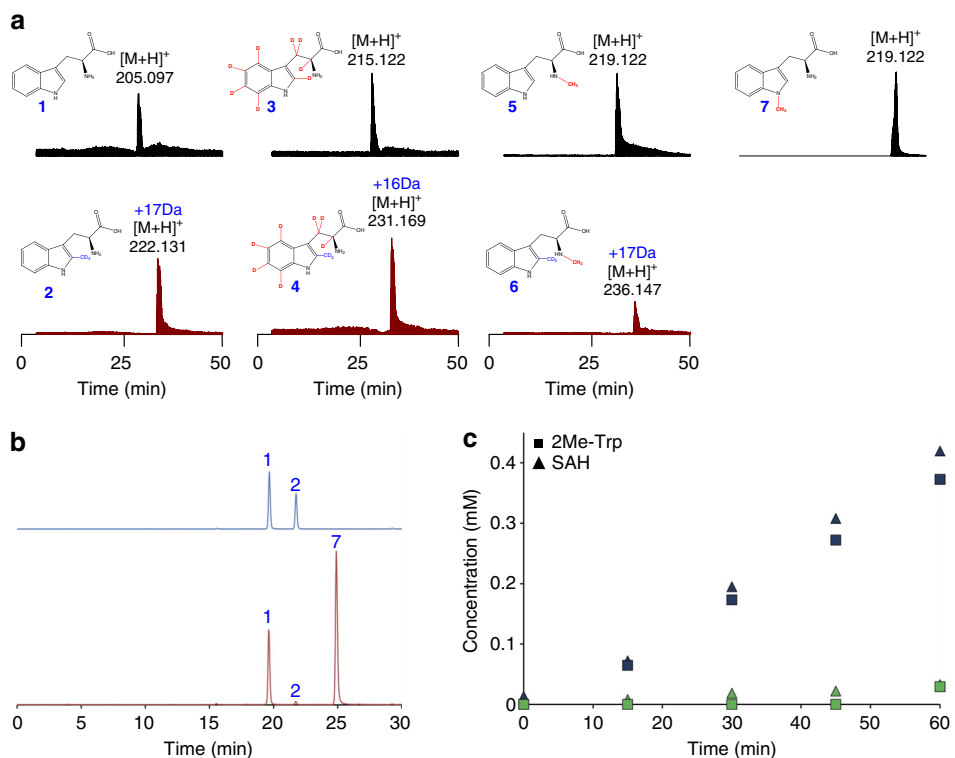 a
[M+H]+
205.097
1
[M+H]+
215.122
3
[M+H]+
219.122
5
[M+H]+
219.122
7
+17Da
[M+H]+
222.131
2
+16Da
[M+H]+
231.169
4
+17Da
[M+H]+
236.147
6
0 25 50
0 25 50
0 25 50
Time (min)
Time (min)
Time (min)
b
1
2
7
1
2
0 5 10 15 20 25 30
Time (min)
c
2Me-Trp
SAH
Concentration (mM)
0.4
0.3
0.2
0.1
0
0 10 20 30 40 50 60
Time (min)